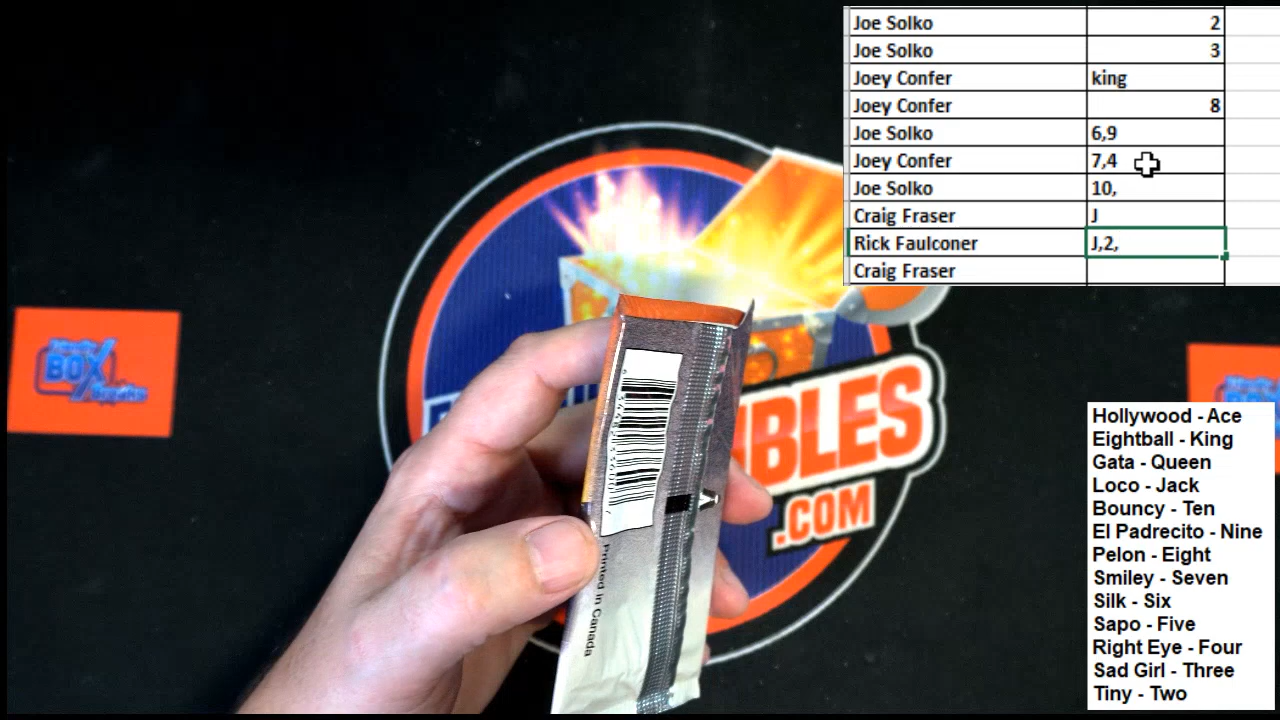 Joe Solko 2
Joe Solko 3
Joey Confer king
Joey Confer 8
Joe Solko 6,9
Joey Confer 7,4
Joe Solko 10,
Craig Fraser J
Rick Faulconer J,2,
Craig Fraser
BOX
BLES
.COM
Printed in Canada
Hollywood - Ace
Eightball - King
Gata - Queen
Loco - Jack
Bouncy - Ten
El Padrecito - Nine
Pelon - Eight
Smiley - Seven
Silk - Six
Sapo - Five
Right Eye - Four
Sad Girl - Three
Tiny - Two